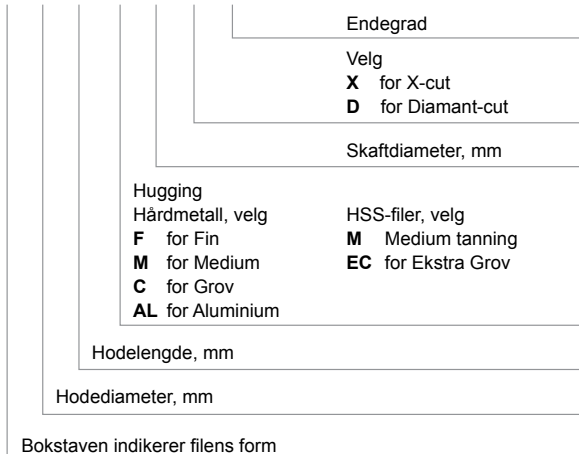 Endegrad
Velg
X for X-cut
D for Diamant-cut
Skaftdiameter, mm
Hugging
Hårdmetall, velg
F for Fin
M for Medium
C for Grov
AL for Aluminium
HSS-filer, velg
M Medium tanning
EC for Ekstra Grov
Hodelengde, mm
Hodediameter, mm
Bokstaven indikerer filens form